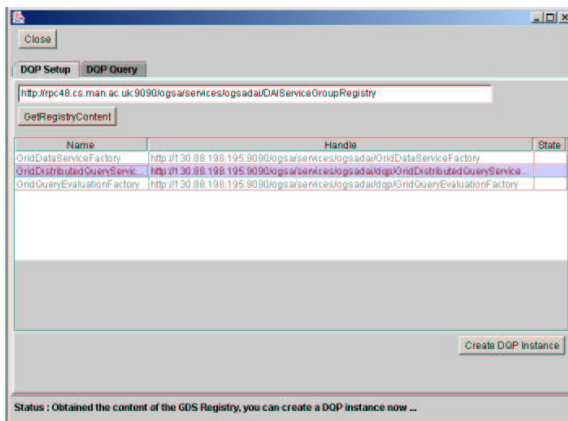 Close
DQP Setup DQP Query
http://rpc48.cs.man.ac.uk:9090/ogsa/services/ogsadai/DAIServiceGroupRegistry
GetRegistryContent
Name Handle State
GridDataServiceFactory http://130.88.198.195:9090/ogsa/services/ogsadai/GridDataServiceFactory
GridDistributedQueryServic... http://130.88.198.195:9090/ogsa/services/ogsadai/dqp/GridDistributedQueryService...
GridQueryEvaluationFactory http://130.88.198.195:9090/ogsa/services/ogsadai/dqp/GridQueryEvaluationFactory
Create DQP Instance
Status : Obtained the content of the GDS Registry, you can create a DQP instance now ...